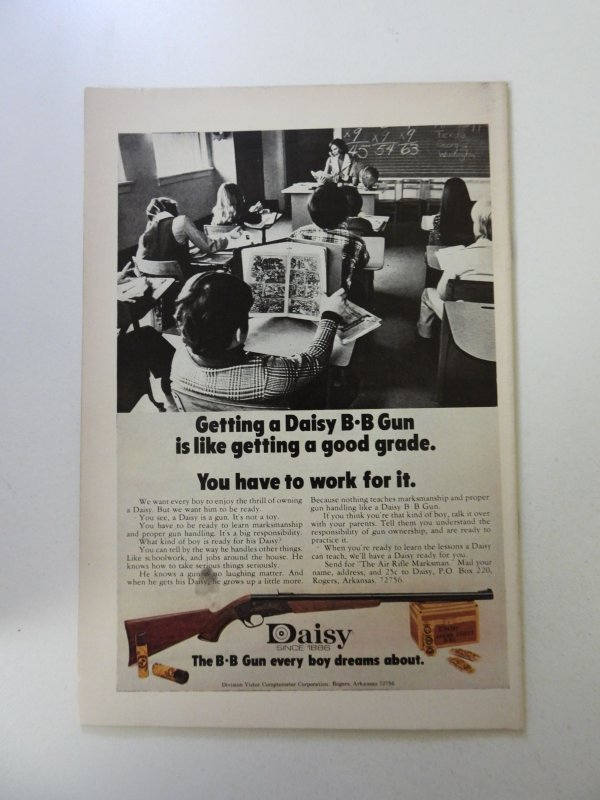 x9 x9 x9
45 54 63
Texas
Georgia
Washington
Getting a Daisy B·B Gun
is like getting a good grade.
You have to work for it.
We want every boy to enjoy the thrill of owning
a Daisy. But we want him to be ready.
You see, a Daisy is a gun. It's not a toy.
You have to be ready to learn marksmanship
and proper gun handling. It's a big responsibility.
What kind of boy is ready for his Daisy?
You can tell by the way he handles other things.
Like schoolwork, and jobs around the house. He
knows how to take serious things seriously.
He knows a gun's no laughing matter. And
when he gets his Daisy, he grows up a little more.
Because nothing teaches marksmanship and proper
gun handling like a Daisy B·B Gun.
If you think you're that kind of boy, talk it over
with your parents. Tell them you understand the
responsibility of gun ownership, and are ready to
practice it.
When you're ready to learn the lessons a Daisy
can teach, we'll have a Daisy ready for you.
Send for "The Air Rifle Marksman." Mail your
name, address, and 25¢ to Daisy, P.O. Box 220,
Rogers, Arkansas 72756.
Daisy
SINCE 1886
The B·B Gun every boy dreams about.
Division Victor Comptometer Corporation, Rogers, Arkansas 72756